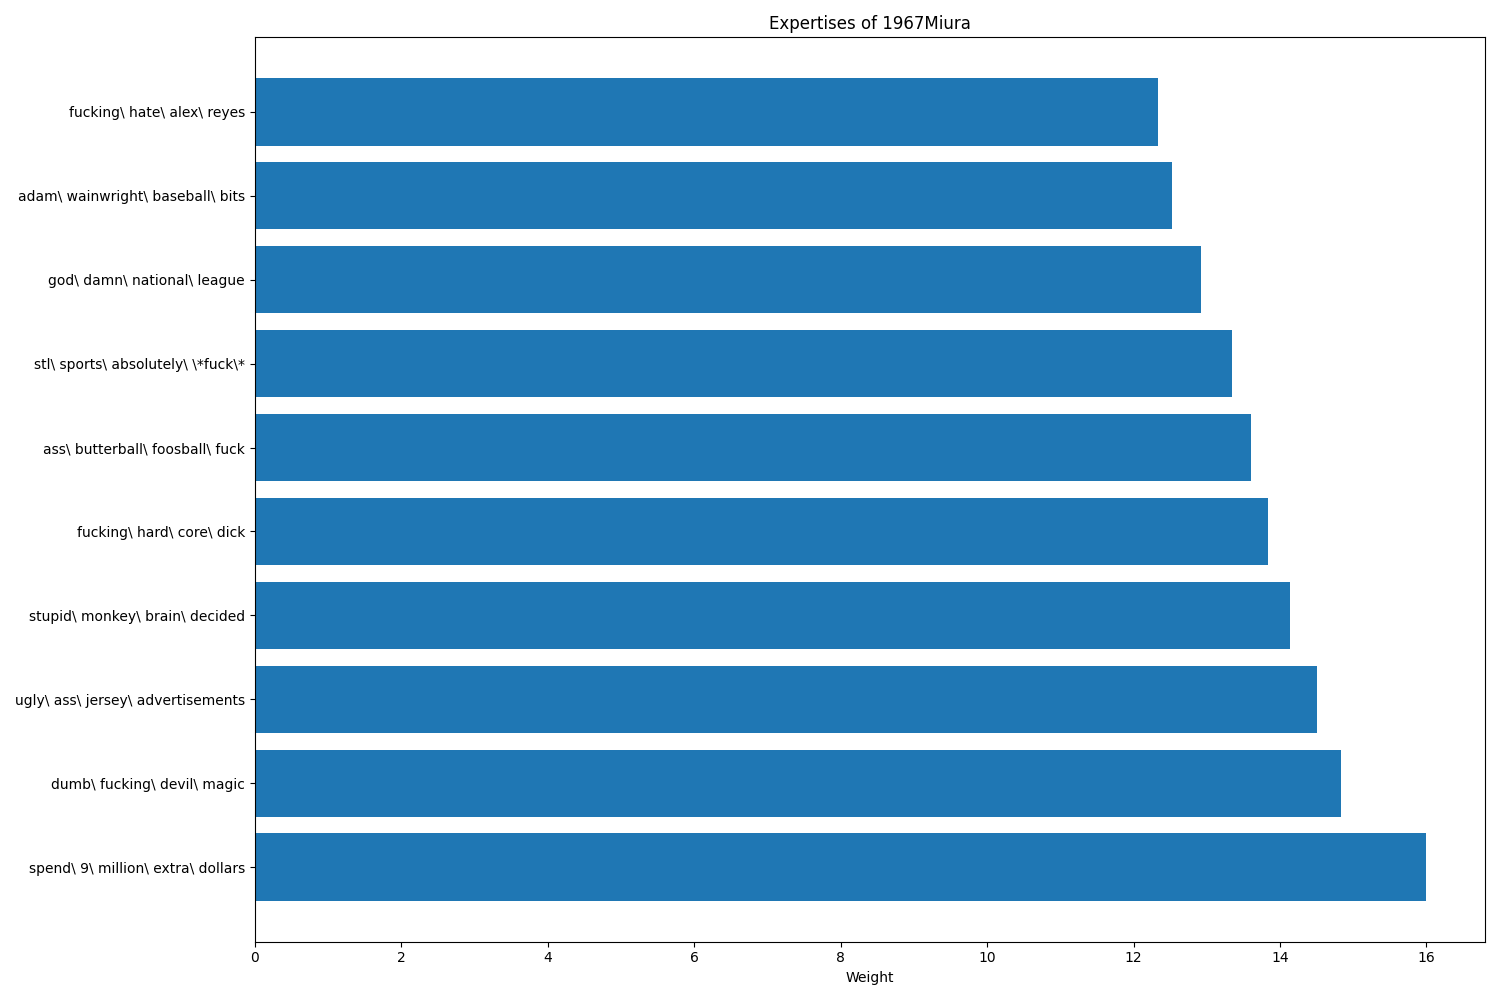 Expertises of 1967Miura
fucking\ hate\ alex\ reyes
adam\ wainwright\ baseball\ bits
god\ damn\ national\ league
stl\ sports\ absolutely\ \*fuck\*
ass\ butterball\ foosball\ fuck
fucking\ hard\ core\ dick
stupid\ monkey\ brain\ decided
ugly\ ass\ jersey\ advertisements
dumb\ fucking\ devil\ magic
spend\ 9\ million\ extra\ dollars
0 2 4 6 8 10 12 14 16
Weight